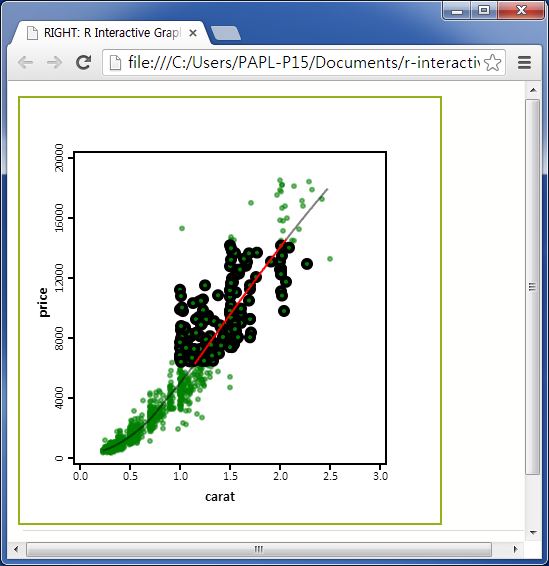 RIGHT: R Interactive Grap
file:///C:/Users/PAPL-P15/Documents/r-interactiv
20000
16000
12000
8000
4000
0
price
0.0 0.5 1.0 1.5 2.0 2.5 3.0
carat